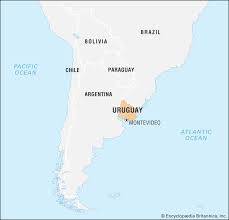 BRAZIL
BOLIVIA
PACIFIC
OCEAN
PARAGUAY
CHILE
ARGENTINA
URUGUAY
MONTEVIDEO
ATLANTIC
OCEAN
© Encyclopædia Britannica, Inc.